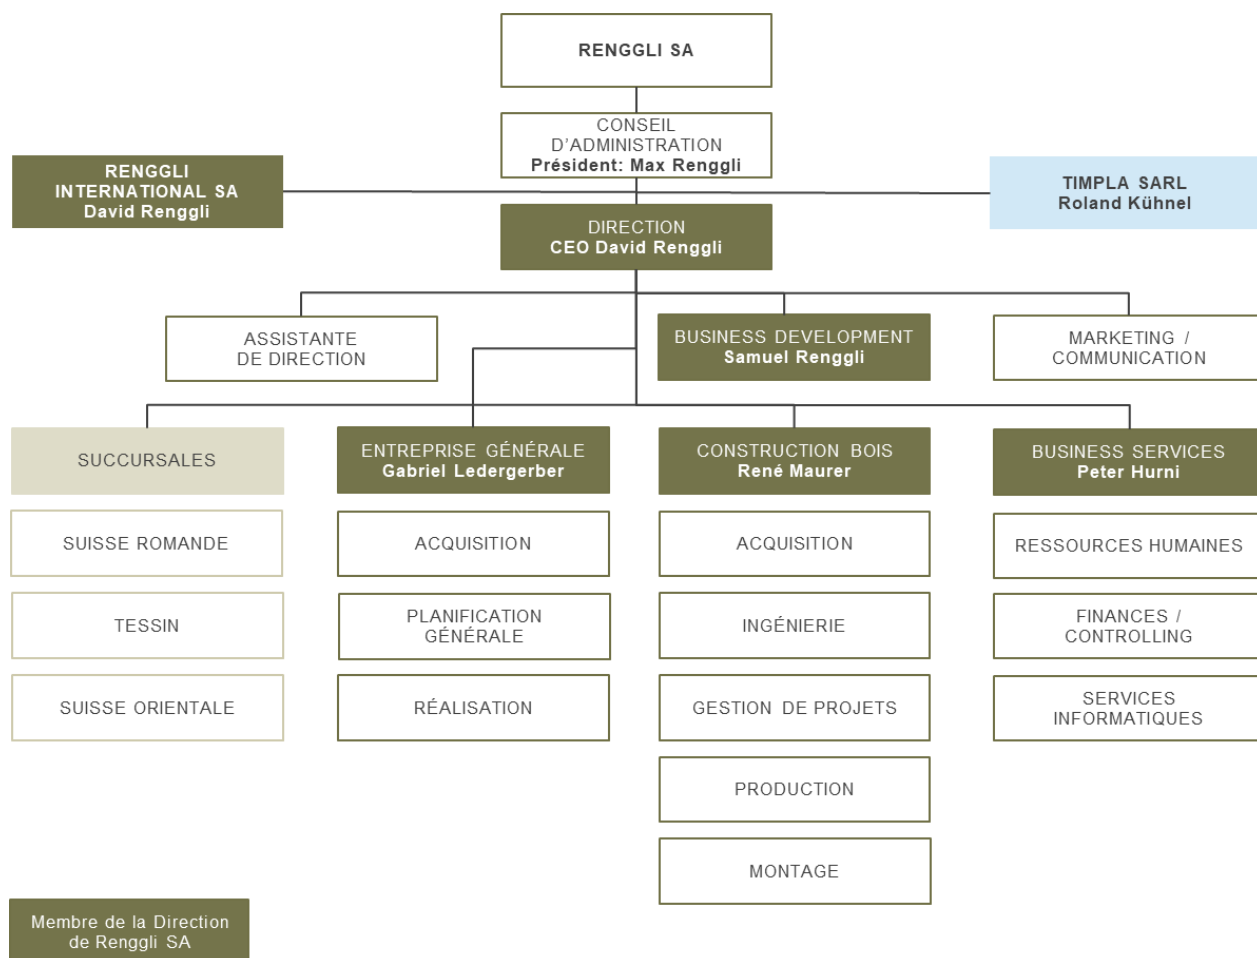 RENGGLI SA
CONSEIL
D'ADMINISTRATION
Président: Max Renggli
RENGGLI
INTERNATIONAL SA
David Renggli
TIMPLA SARL
Roland Kühnel
DIRECTION
CEO David Renggli
ASSISTANTE
DE DIRECTION
BUSINESS DEVELOPMENT
Samuel Renggli
MARKETING /
COMMUNICATION
SUCCURSALES
ENTREPRISE GÉNÉRALE
Gabriel Ledergerber
CONSTRUCTION BOIS
René Maurer
BUSINESS SERVICES
Peter Hurni
SUISSE ROMANDE
ACQUISITION
ACQUISITION
RESSOURCES HUMAINES
TESSIN
PLANIFICATION
GÉNÉRALE
INGÉNIERIE
FINANCES /
CONTROLLING
SUISSE ORIENTALE
RÉALISATION
GESTION DE PROJETS
SERVICES
INFORMATIQUES
PRODUCTION
MONTAGE
Membre de la Direction
de Renggli SA